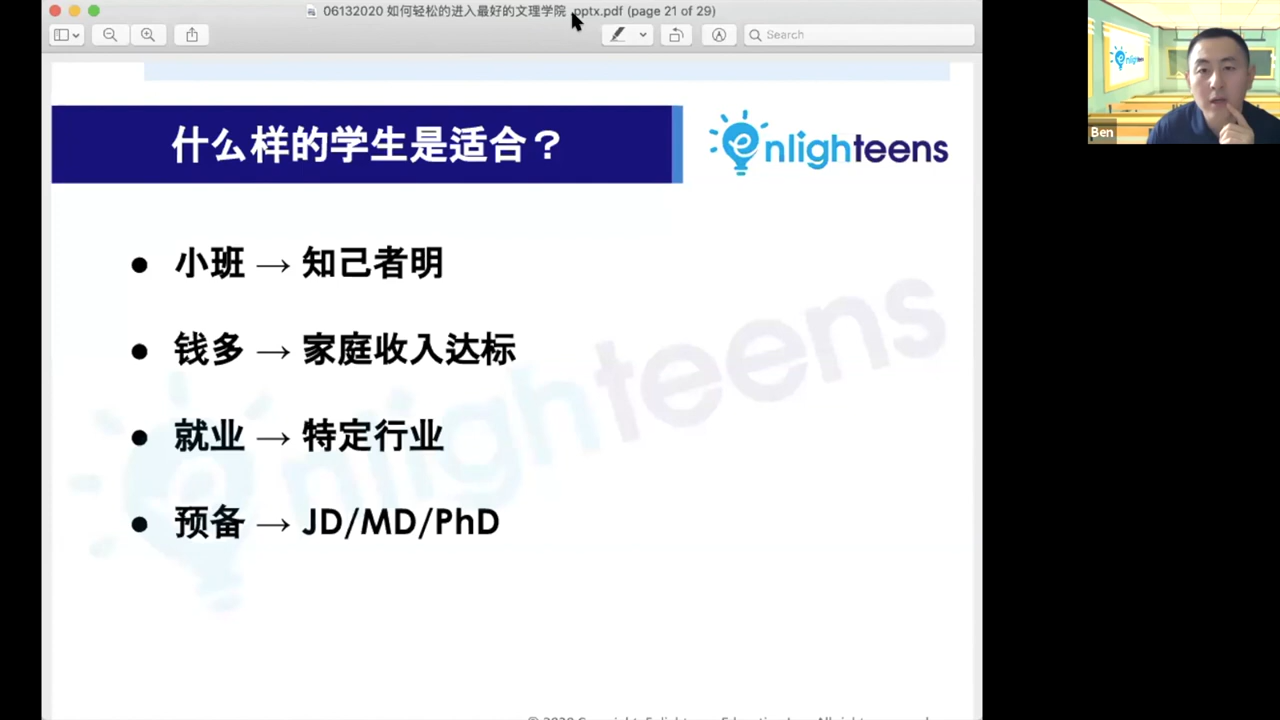 06132020 如何轻松的进入最好的文理学院 .pptx.pdf (page 21 of 29)
Search
什么样的学生是适合？
enlighteens
• 小班 → 知己者明
• 钱多 → 家庭收入达标
• 就业 → 特定行业
• 预备 → JD/MD/PhD
enlighteens
Ben